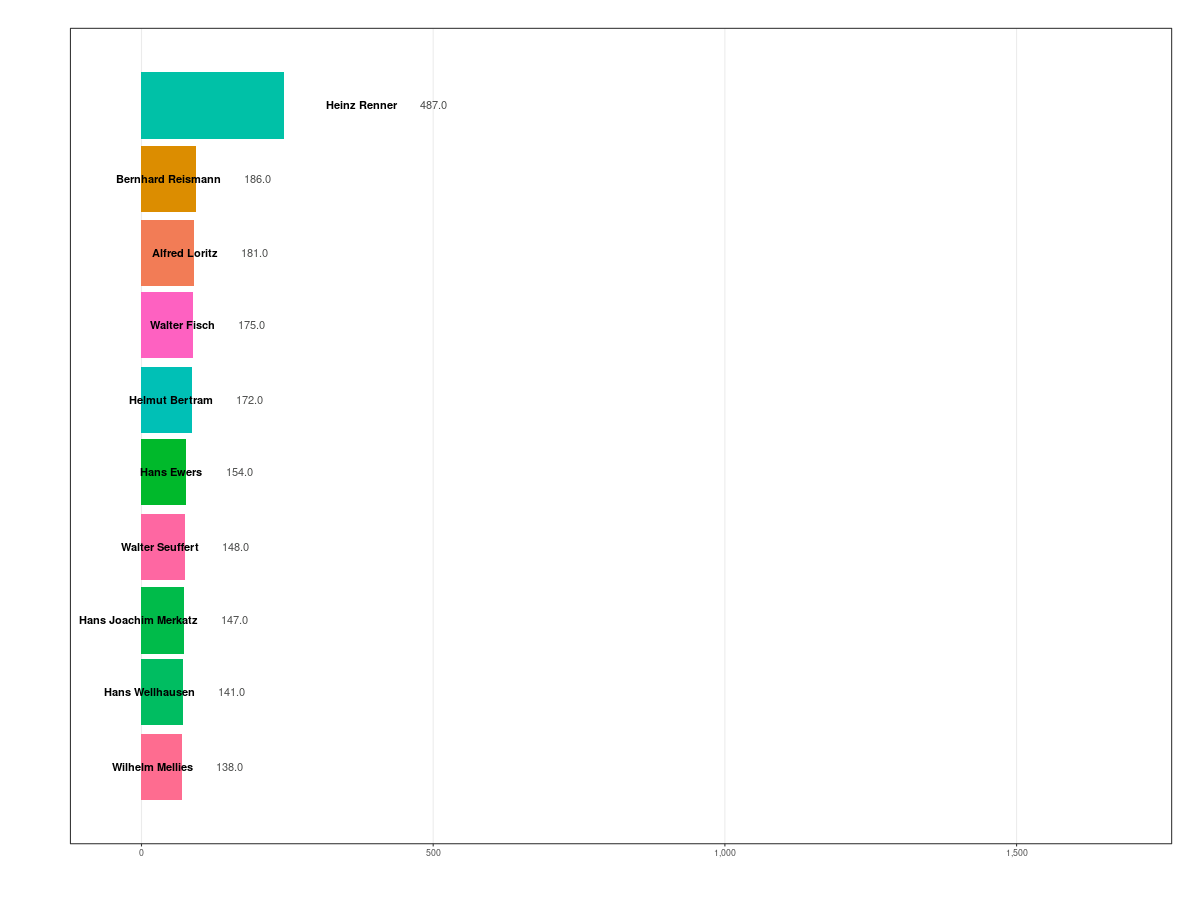 Heinz Renner 487.0
Bernhard Reismann 186.0
Alfred Loritz 181.0
Walter Fisch 175.0
Helmut Bertram 172.0
Hans Ewers 154.0
Walter Seuffert 148.0
Hans Joachim Merkatz 147.0
Hans Wellhausen 141.0
Wilhelm Mellies 138.0
0 500 1,000 1,500